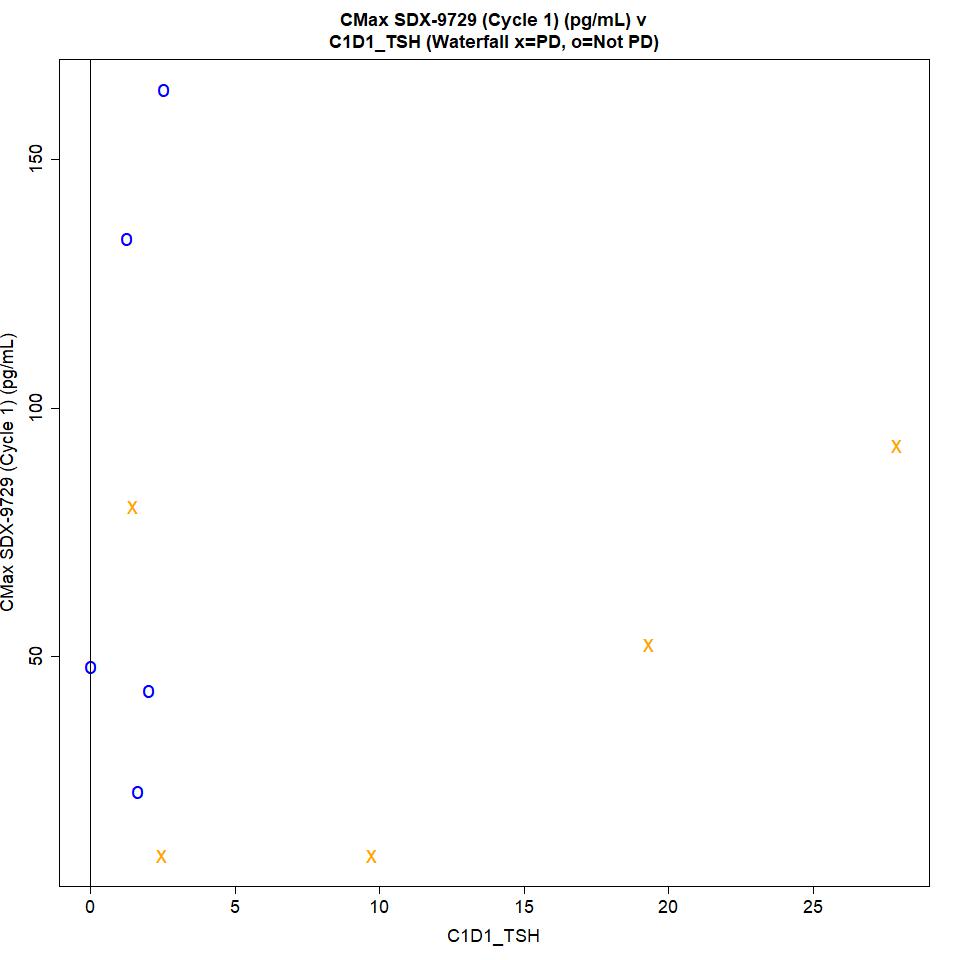 CMax SDX-9729 (Cycle 1) (pg/mL) v
C1D1_TSH (Waterfall x=PD, o=Not PD)
150
100
50
CMax SDX-9729 (Cycle 1) (pg/mL)
O
O
X
X
O
X
O
O
X
X
0 5 10 15 20 25
C1D1_TSH